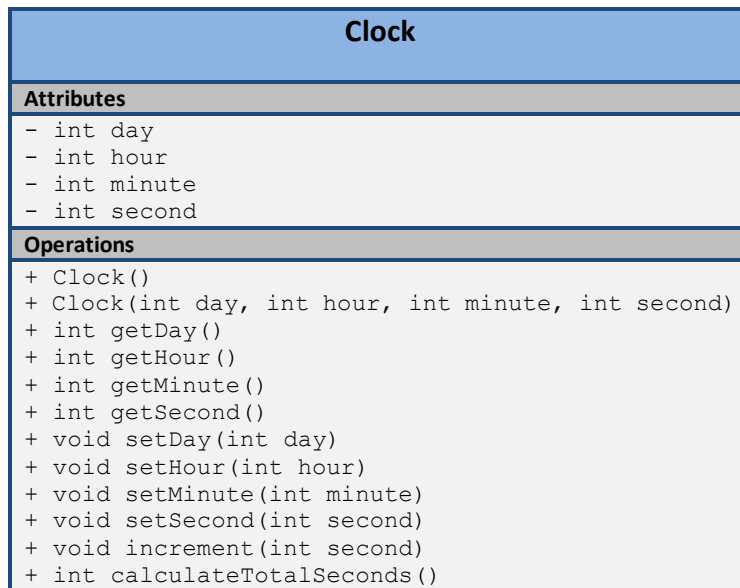 Clock
Attributes
- int day
- int hour
- int minute
- int second
Operations
+ Clock()
+ Clock(int day, int hour, int minute, int second)
+ int getDay()
+ int getHour()
+ int getMinute()
+ int getSecond()
+ void setDay(int day)
+ void setHour(int hour)
+ void setMinute(int minute)
+ void setSecond(int second)
+ void increment(int second)
+ int calculateTotalSeconds()